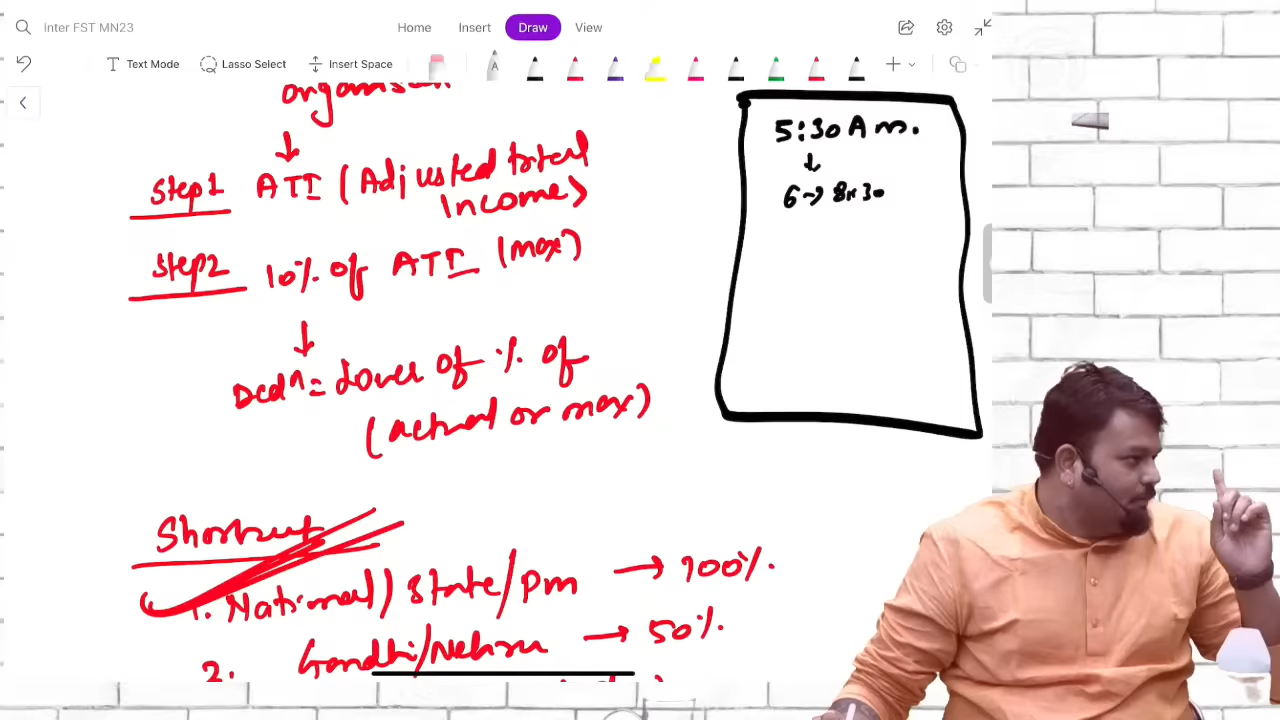 Inter FST MN23
Home Insert Draw View
Text Mode Lasso Select Insert Space
Step1 ATI (Adjusted total
Income)
Step2 10% of ATI (max)
Dedn = Lower of % of
(actual or max)
Shortcut
1. National / State / Pm → 100%.
2. Gandhi/Nehru → 50%.
5:30 Am.
↓
6 → 8:30